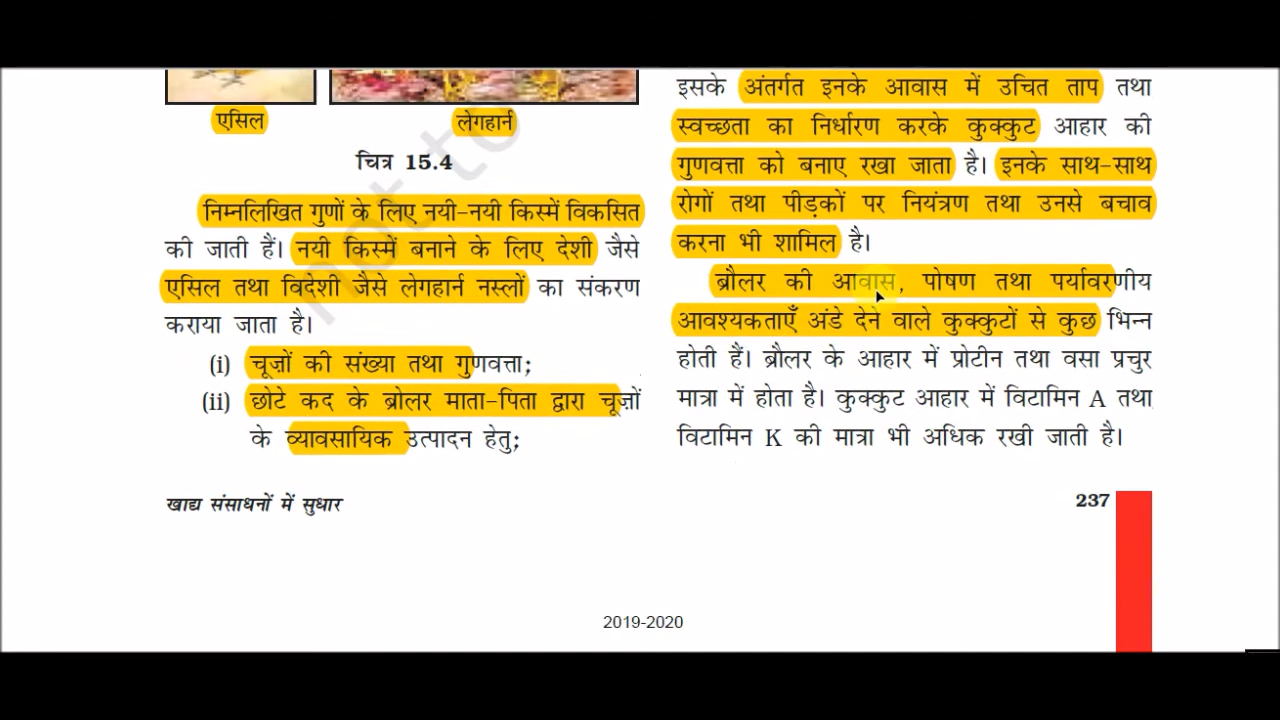 एसिल
लेगहार्न
चित्र 15.4
निम्नलिखित गुणों के लिए नयी-नयी किस्में विकसित
की जाती हैं। नयी किस्में बनाने के लिए देशी जैसे
एसिल तथा विदेशी जैसे लेगहार्न नस्लों का संकरण
कराया जाता है।
(i) चूज़ों की संख्या तथा गुणवत्ता;
(ii) छोटे कद के ब्रोलर माता-पिता द्वारा चूज़ों
के व्यावसायिक उत्पादन हेतु;
इसके अंतर्गत इनके आवास में उचित ताप तथा
स्वच्छता का निर्धारण करके कुक्कुट आहार की
गुणवत्ता को बनाए रखा जाता है। इनके साथ-साथ
रोगों तथा पीड़कों पर नियंत्रण तथा उनसे बचाव
करना भी शामिल है।
ब्रौलर की आवास, पोषण तथा पर्यावरणीय
आवश्यकताएँ अंडे देने वाले कुक्कुटों से कुछ भिन्न
होती हैं। ब्रौलर के आहार में प्रोटीन तथा वसा प्रचुर
मात्रा में होता है। कुक्कुट आहार में विटामिन A तथा
विटामिन K की मात्रा भी अधिक रखी जाती है।
खाद्य संसाधनों में सुधार
237
2019-2020
not to